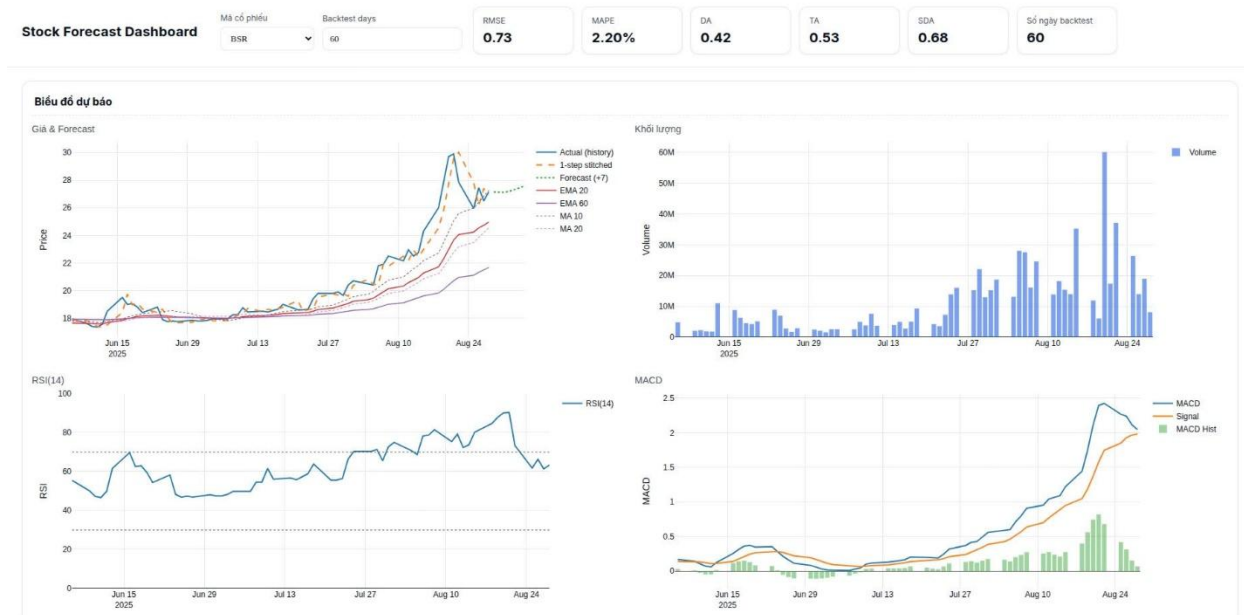 Stock Forecast Dashboard
Mã cổ phiếu
BSR
Backtest days
60
RMSE
0.73
MAPE
2.20%
DA
0.42
TA
0.53
SDA
0.68
Số ngày backtest
60
Biểu đồ dự báo
Giá & Forecast
30
28
26
24
22
20
18
Price
Jun 15
2025
Jun 29
Jul 13
Jul 27
Aug 10
Aug 24
Actual (history)
1-step stitched
Forecast (+7)
EMA 20
EMA 60
MA 10
MA 20
Khối lượng
60M
50M
40M
30M
20M
10M
0
Volume
Jun 15
2025
Jun 29
Jul 13
Jul 27
Aug 10
Aug 24
Volume
RSI(14)
100
80
60
40
20
0
RSI
Jun 15
2025
Jun 29
Jul 13
Jul 27
Aug 10
Aug 24
RSI(14)
MACD
2.5
2
1.5
1
0.5
0
MACD
Jun 15
2025
Jun 29
Jul 13
Jul 27
Aug 10
Aug 24
MACD
Signal
MACD Hist